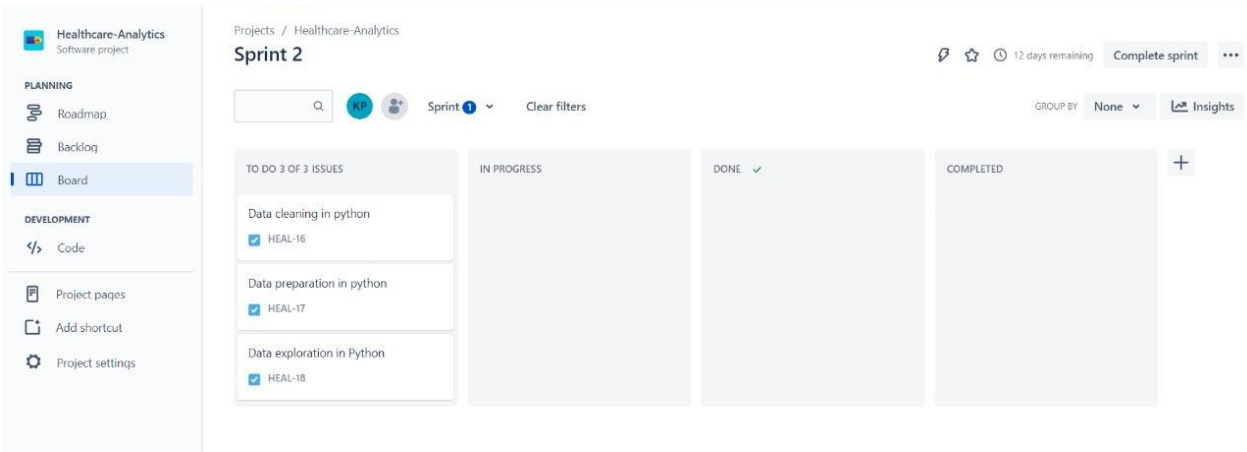 Healthcare-Analytics
Software project
PLANNING
Roadmap
Backlog
Board
DEVELOPMENT
Code
Project pages
Add shortcut
Project settings
Projects / Healthcare-Analytics
Sprint 2
12 days remaining Complete sprint
KP Sprint 1 Clear filters
GROUP BY None Insights
TO DO 3 OF 3 ISSUES
Data cleaning in python
HEAL-16
Data preparation in python
HEAL-17
Data exploration in Python
HEAL-18
IN PROGRESS
DONE
COMPLETED